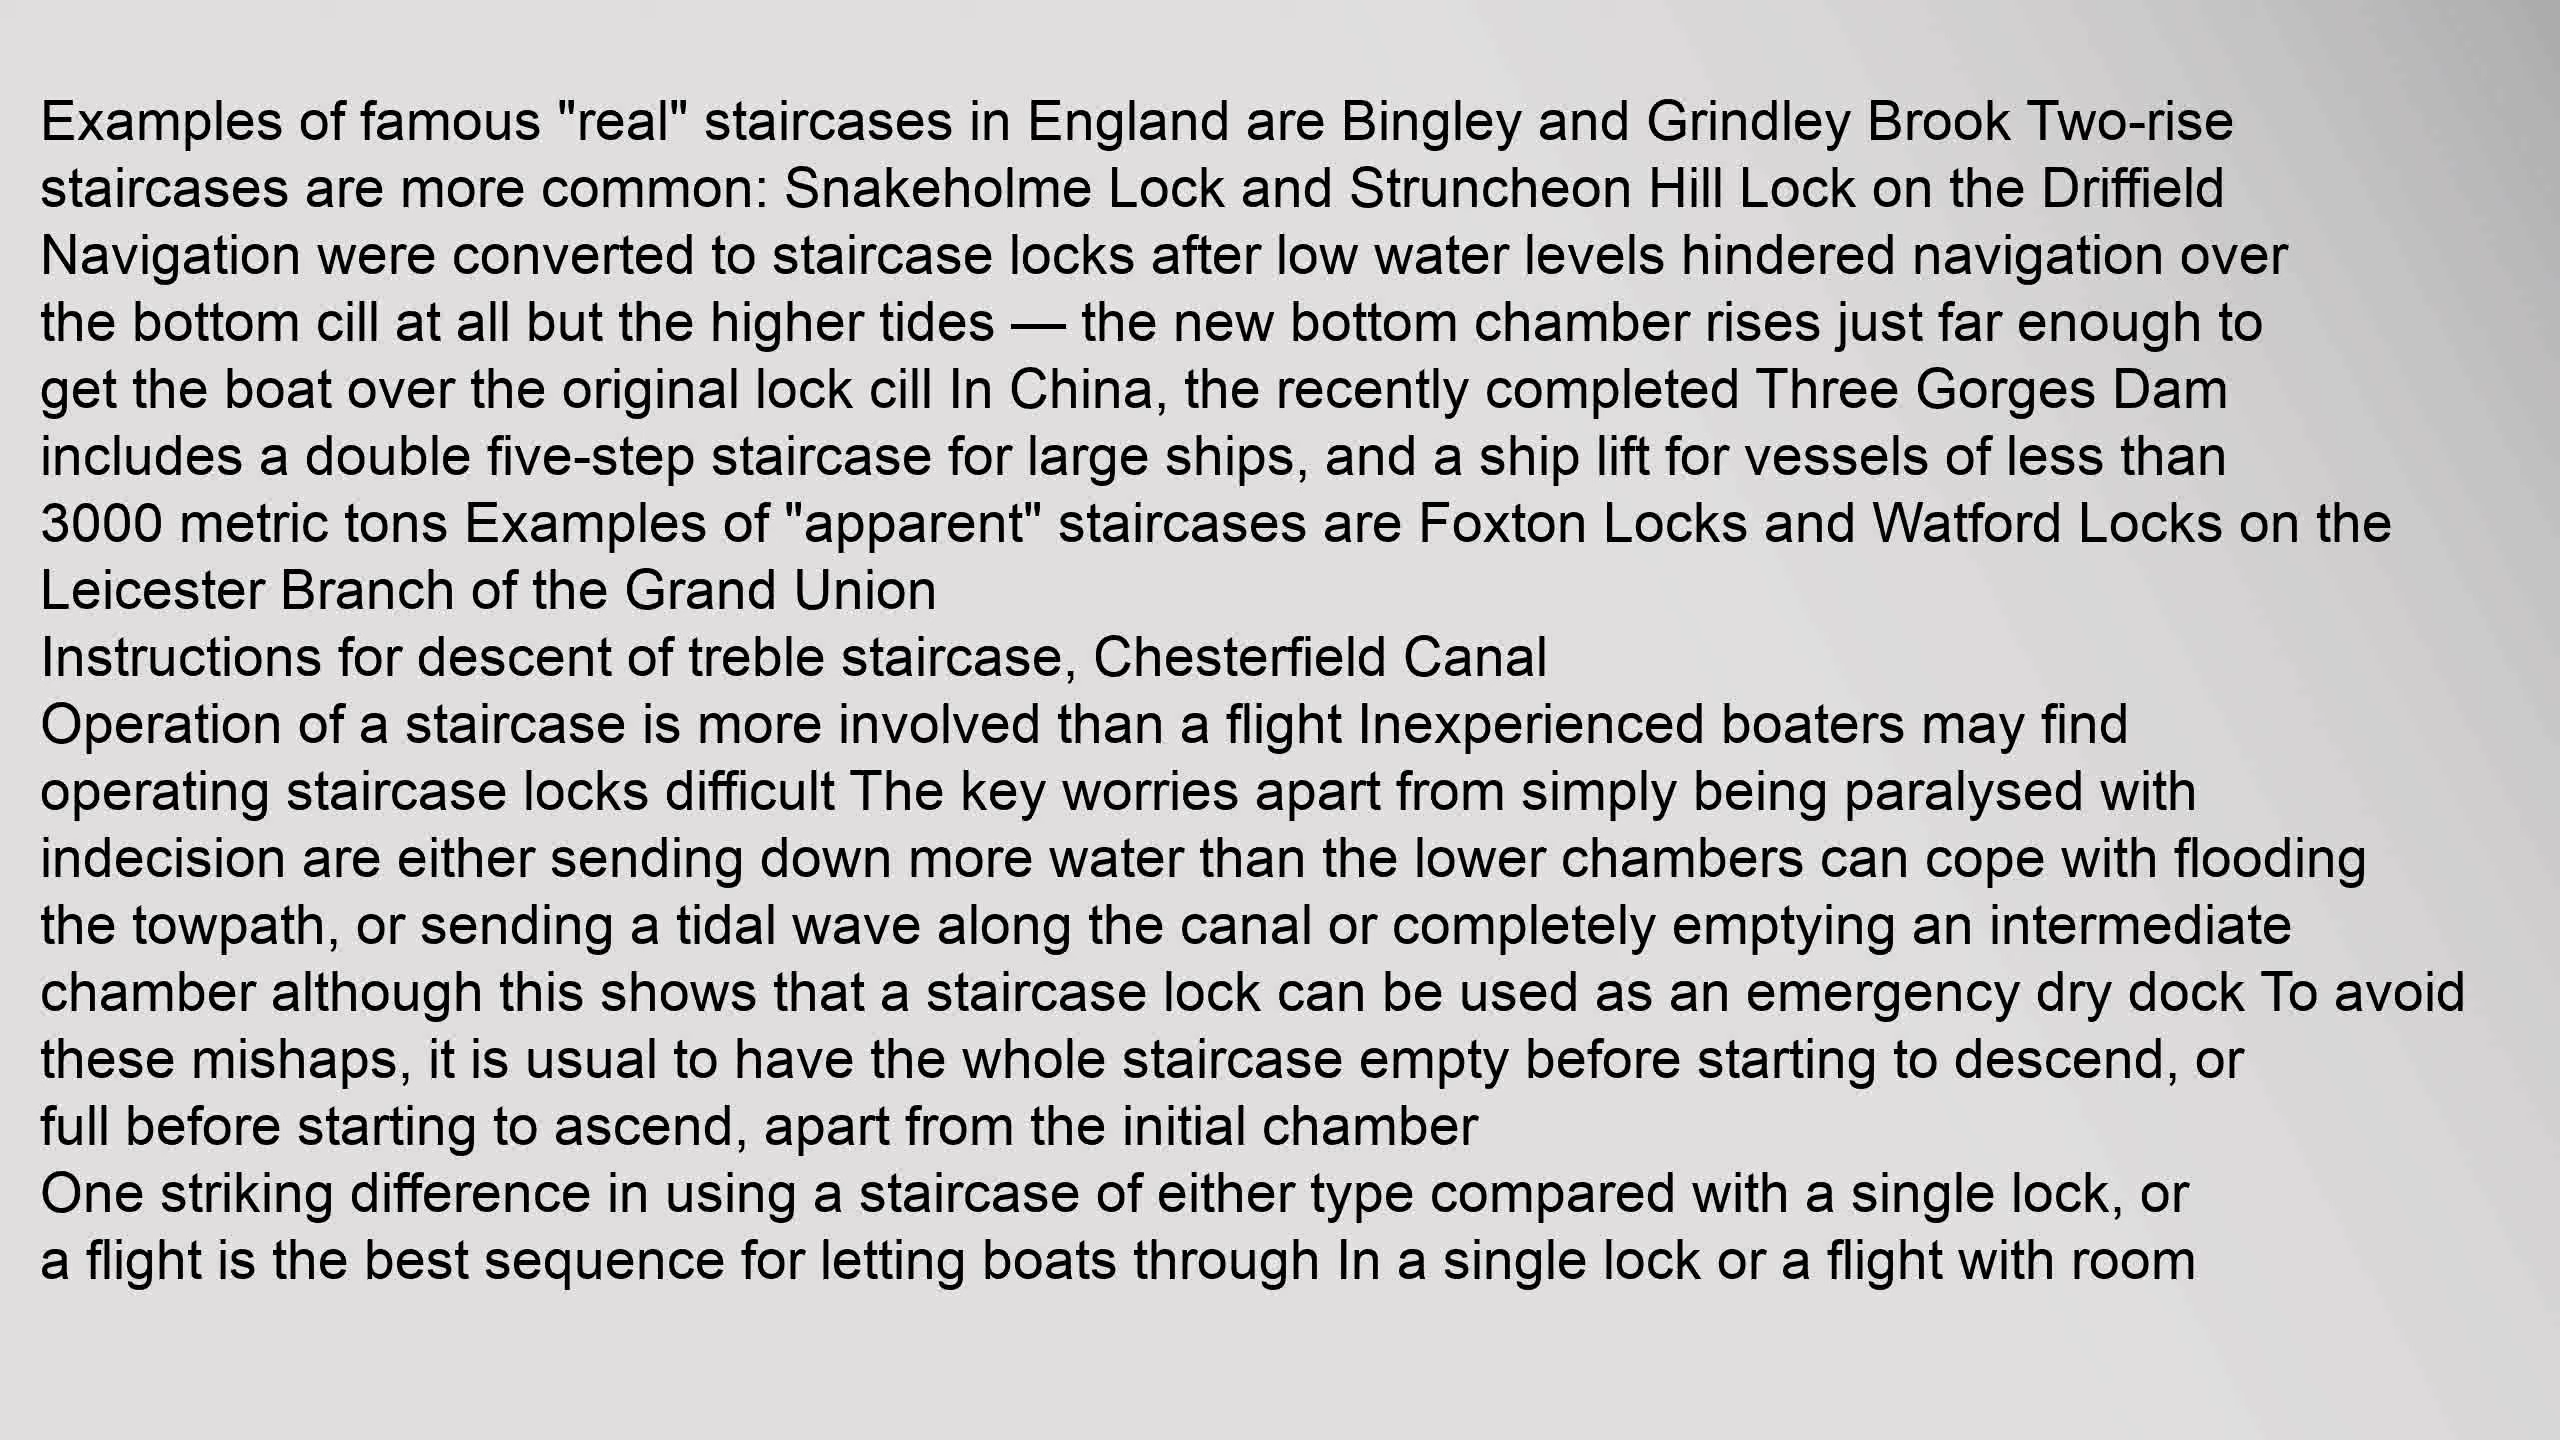 Examples of famous "real" staircases in England are Bingley and Grindley Brook Two-rise
staircases are more common: Snakeholme Lock and Struncheon Hill Lock on the Driffield
Navigation were converted to staircase locks after low water levels hindered navigation over
the bottom cill at all but the higher tides — the new bottom chamber rises just far enough to
get the boat over the original lock cill In China, the recently completed Three Gorges Dam
includes a double five-step staircase for large ships, and a ship lift for vessels of less than
3000 metric tons Examples of "apparent" staircases are Foxton Locks and Watford Locks on the
Leicester Branch of the Grand Union
Instructions for descent of treble staircase, Chesterfield Canal
Operation of a staircase is more involved than a flight Inexperienced boaters may find
operating staircase locks difficult The key worries apart from simply being paralysed with
indecision are either sending down more water than the lower chambers can cope with flooding
the towpath, or sending a tidal wave along the canal or completely emptying an intermediate
chamber although this shows that a staircase lock can be used as an emergency dry dock To avoid
these mishaps, it is usual to have the whole staircase empty before starting to descend, or
full before starting to ascend, apart from the initial chamber
One striking difference in using a staircase of either type compared with a single lock, or
a flight is the best sequence for letting boats through In a single lock or a flight with room